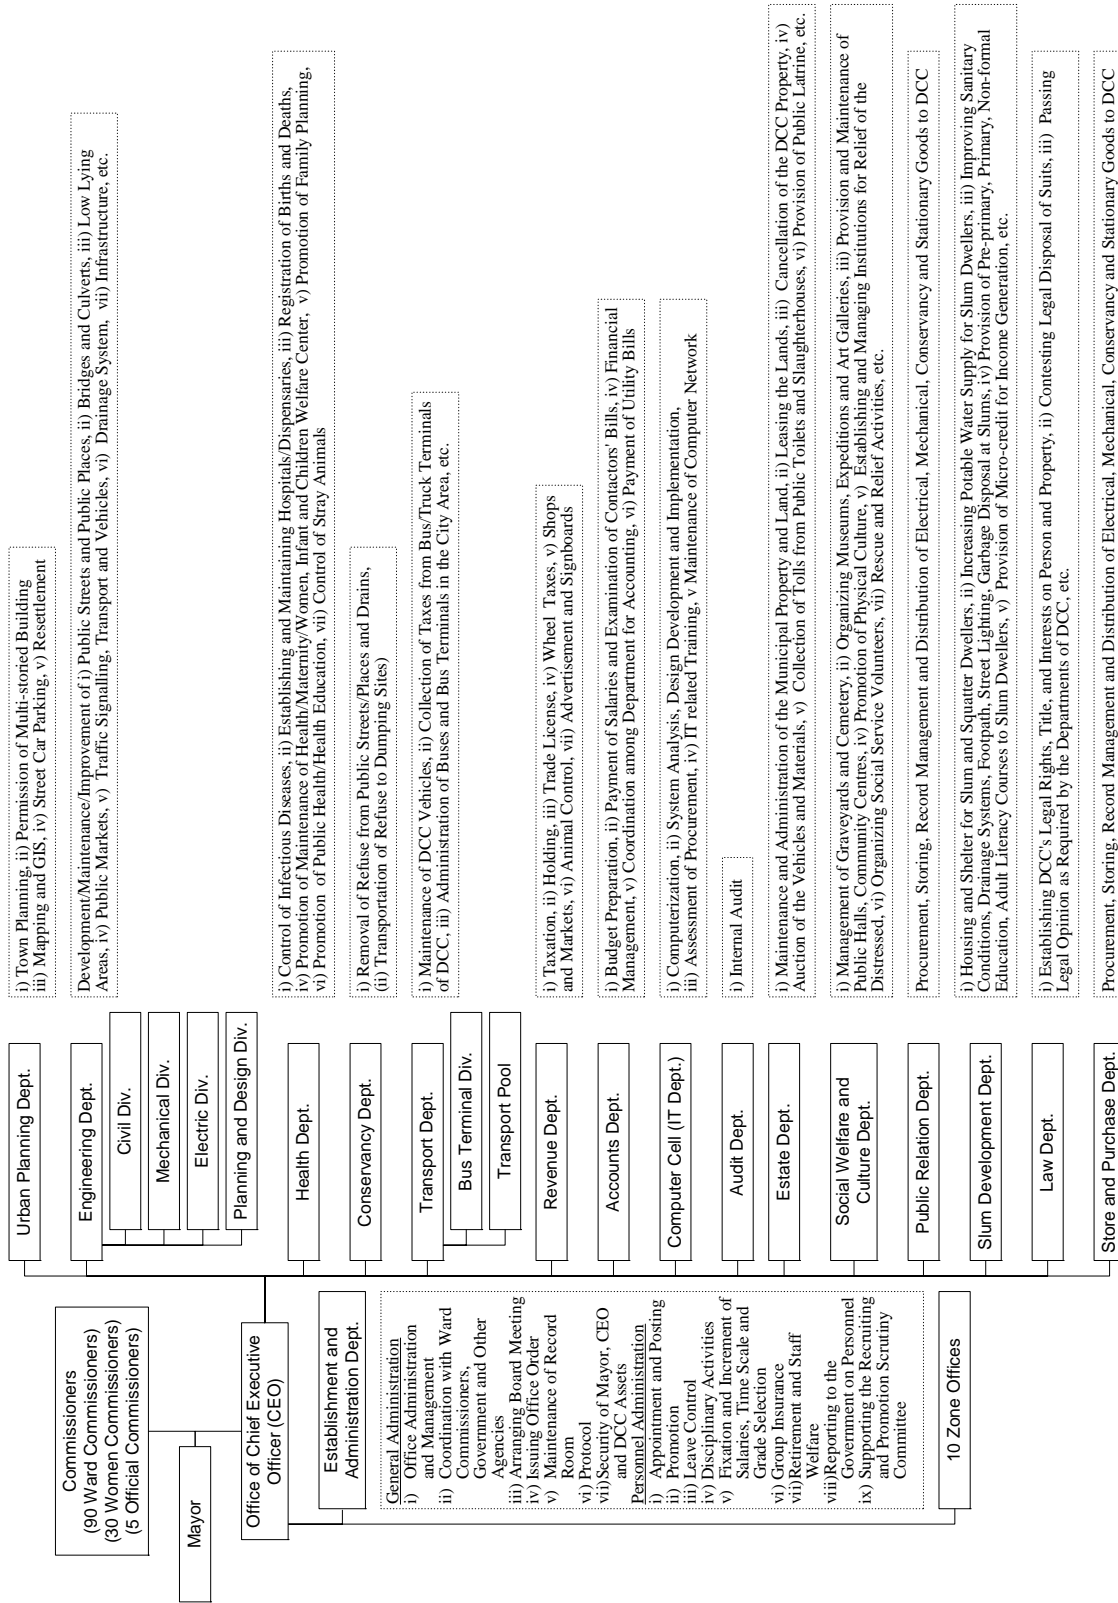 Commissioners
(90 Ward Commissioners)
(30 Women Commissioners)
(5 Official Commissioners)
Mayor
Office of Chief Executive
Officer (CEO)
Establishment and
Administration Dept.
General Administration
i) Office Administration
and Management
ii) Coordination with Ward
Commissioners,
Government and Other
Agencies
iii) Arranging Board Meeting
iv) Issuing Office Order
v) Maintenance of Record
Room
vi) Protocol
vii)Security of Mayor, CEO
and DCC Assets
Personnel Administration
i) Appointment and Posting
ii) Promotion
iii) Leave Control
iv) Disciplinary Activities
v) Fixation and Increment of
Salaries, Time Scale and
Grade Selection
vi) Group Insurance
vii)Retirement and Staff
Welfare
viii)Reporting to the
Government on Personnel
ix) Supporting the Recruiting
and Promotion Scrutiny
Committee
10 Zone Offices
Urban Planning Dept.
i) Town Planning, ii) Permission of Multi-storied Building
iii) Mapping and GIS, iv) Street Car Parking, v) Resettlement
Engineering Dept.
Development/Maintenance/Improvement of i) Public Streets and Public Places, ii) Bridges and Culverts, iii) Low Lying
Areas, iv) Public Markets, v) Traffic Signalling, Transport and Vehicles, vi) Drainage System, vii) Infrastructure, etc.
Civil Div.
Mechanical Div.
Electric Div.
Planning and Design Div.
Health Dept.
i) Control of Infectious Diseases, ii) Establishing and Maintaining Hospitals/Dispensaries, iii) Registration of Births and Deaths,
iv) Promotion of Maintenance of Health/Maternity/Women, Infant and Children Welfare Center, v) Promotion of Family Planning,
vi) Promotion of Public Health/Health Education, vii) Control of Stray Animals
Conservancy Dept.
i) Removal of Refuse from Public Streets/Places and Drains,
(ii) Transportation of Refuse to Dumping Sites)
Transport Dept.
i) Maintenance of DCC Vehicles, ii) Collection of Taxes from Bus/Truck Terminals
of DCC, iii) Administration of Buses and Bus Terminals in the City Area, etc.
Bus Terminal Div.
Transport Pool
Revenue Dept.
i) Taxation, ii) Holding, iii) Trade License, iv) Wheel Taxes, v) Shops
and Markets, vi) Animal Control, vii) Advertisement and Signboards
Accounts Dept.
i) Budget Preparation, ii) Payment of Salaries and Examination of Contactors' Bills, iv) Financial
Management, v) Coordination among Department for Accounting, vi) Payment of Utility Bills
Computer Cell (IT Dept.)
i) Computerization, ii) System Analysis, Design Development and Implementation,
iii) Assessment of Procurement, iv) IT related Training, v Maintenance of Computer Network
Audit Dept.
i) Internal Audit
Estate Dept.
i) Maintenance and Administration of the Municipal Property and Land, ii) Leasing the Lands, iii) Cancellation of the DCC Property, iv)
Auction of the Vehicles and Materials, v) Collection of Tolls from Public Toilets and Slaughterhouses, vi) Provision of Public Latrine, etc.
Social Welfare and
Culture Dept.
i) Management of Graveyards and Cemetery, ii) Organizing Museums, Expeditions and Art Galleries, iii) Provision and Maintenance of
Public Halls, Community Centres, iv) Promotion of Physical Culture, v) Establishing and Managing Institutions for Relief of the
Distressed, vi) Organizing Social Service Volunteers, vii) Rescue and Relief Activities, etc.
Public Relation Dept.
Procurement, Storing, Record Management and Distribution of Electrical, Mechanical, Conservancy and Stationary Goods to DCC
Slum Development Dept.
i) Housing and Shelter for Slum and Squatter Dwellers, ii) Increasing Potable Water Supply for Slum Dwellers, iii) Improving Sanitary
Conditions, Drainage Systems, Footpath, Street Lighting, Garbage Disposal at Slums, iv) Provision of Pre-primary, Primary, Non-formal
Education, Adult Literacy Courses to Slum Dwellers, v) Provision of Micro-credit for Income Generation, etc.
Law Dept.
i) Establishing DCC's Legal Rights, Title, and Interests on Person and Property, ii) Contesting Legal Disposal of Suits, iii) Passing
Legal Opinion as Required by the Departments of DCC, etc.
Store and Purchase Dept.
Procurement, Storing, Record Management and Distribution of Electrical, Mechanical, Conservancy and Stationary Goods to DCC